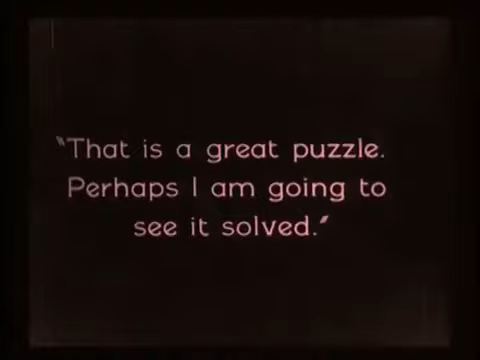 "That is a great puzzle.
Perhaps I am going to
see it solved."